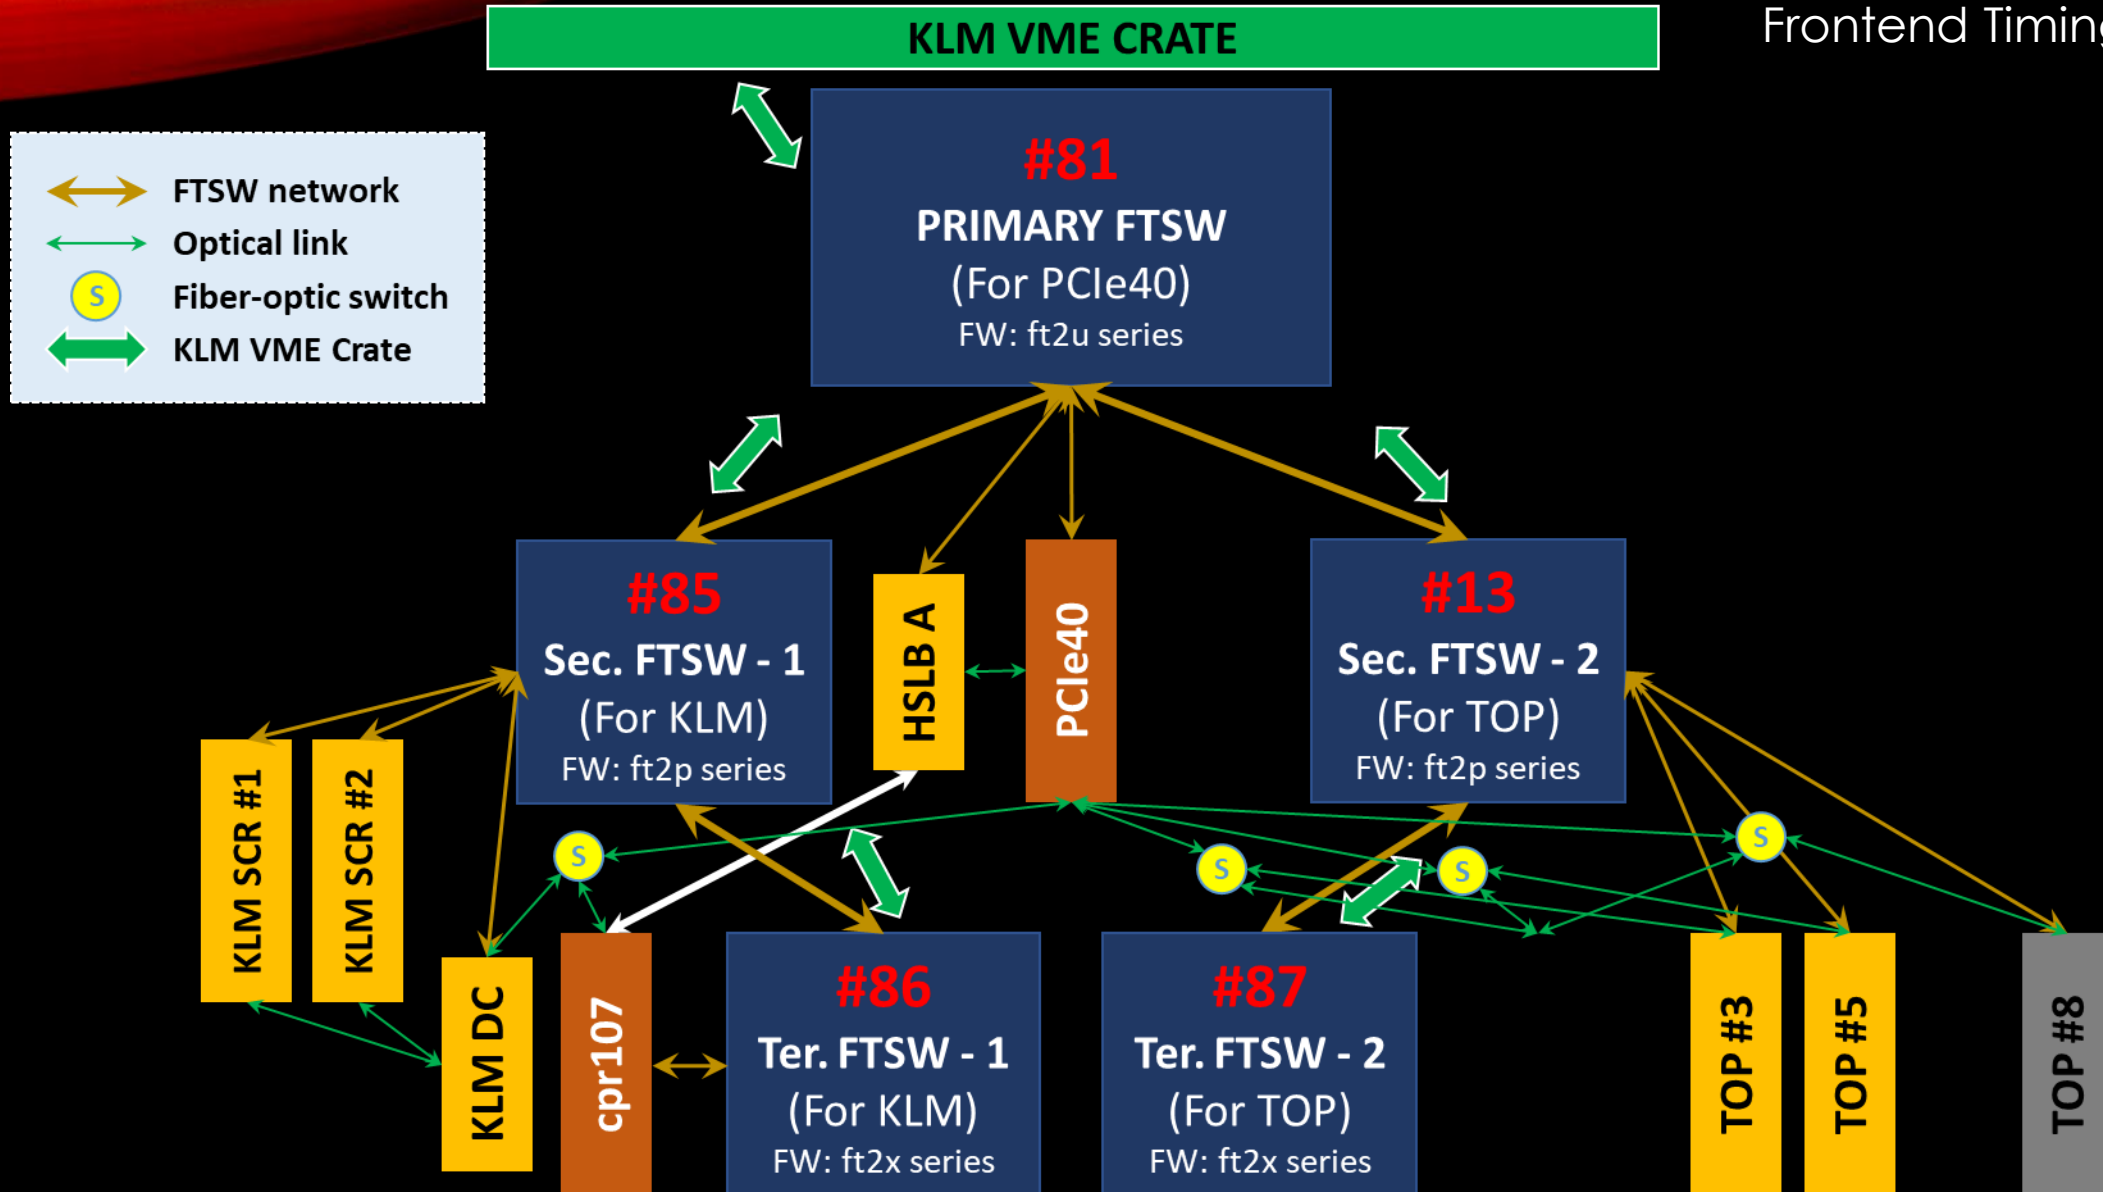 KLM VME CRATE
Frontend Timing
FTSW network
Optical link
S
Fiber-optic switch
KLM VME Crate
#81
PRIMARY FTSW
(For PCIe40)
FW: ft2u series
#85
Sec. FTSW - 1
(For KLM)
FW: ft2p series
HSLB A
PCIe40
#13
Sec. FTSW - 2
(For TOP)
FW: ft2p series
KLM SCR #1
KLM SCR #2
S
S
S
S
KLM DC
cpr107
#86
Ter. FTSW - 1
(For KLM)
FW: ft2x series
#87
Ter. FTSW - 2
(For TOP)
FW: ft2x series
TOP #3
TOP #5
TOP #8